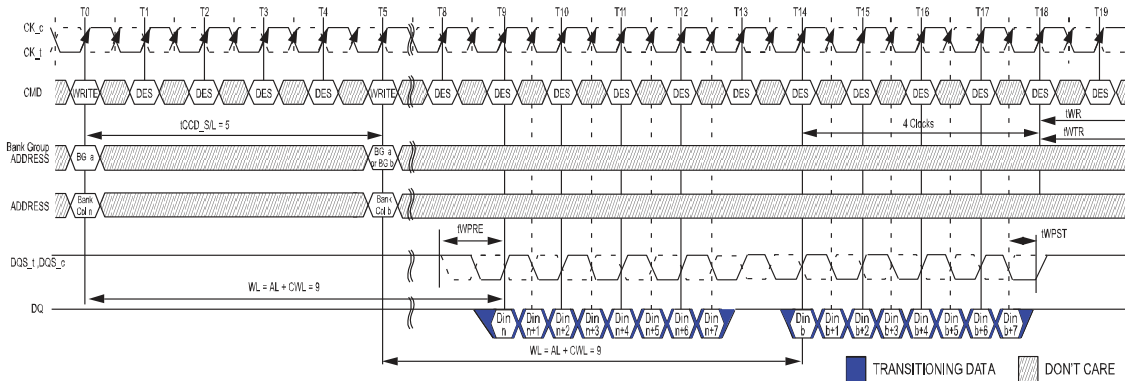 T0 T1 T2 T3 T4 T5 T8 T9 T10 T11 T12 T13 T14 T15 T16 T17 T18 T19
CK_c
CK_t
CMD WRITE DES DES DES DES WRITE DES DES DES DES DES DES DES DES DES DES DES DES
tCCD_S/L = 5
4 Clocks
tWR
tWTR
Bank Group
ADDRESS
BG a
BG a
or BG b
ADDRESS
Bank
Col n
Bank
Col b
tWPRE
tWPST
DQS_t,DQS_c
WL = AL + CWL = 9
DQ
Din Din Din Din Din Din Din Din Din Din Din Din Din Din Din Din
n n+1 n+2 n+3 n+4 n+5 n+6 n+7 b b+1 b+2 b+3 b+4 b+5 b+6 b+7
WL = AL + CWL = 9
TRANSITIONING DATA
DON'T CARE